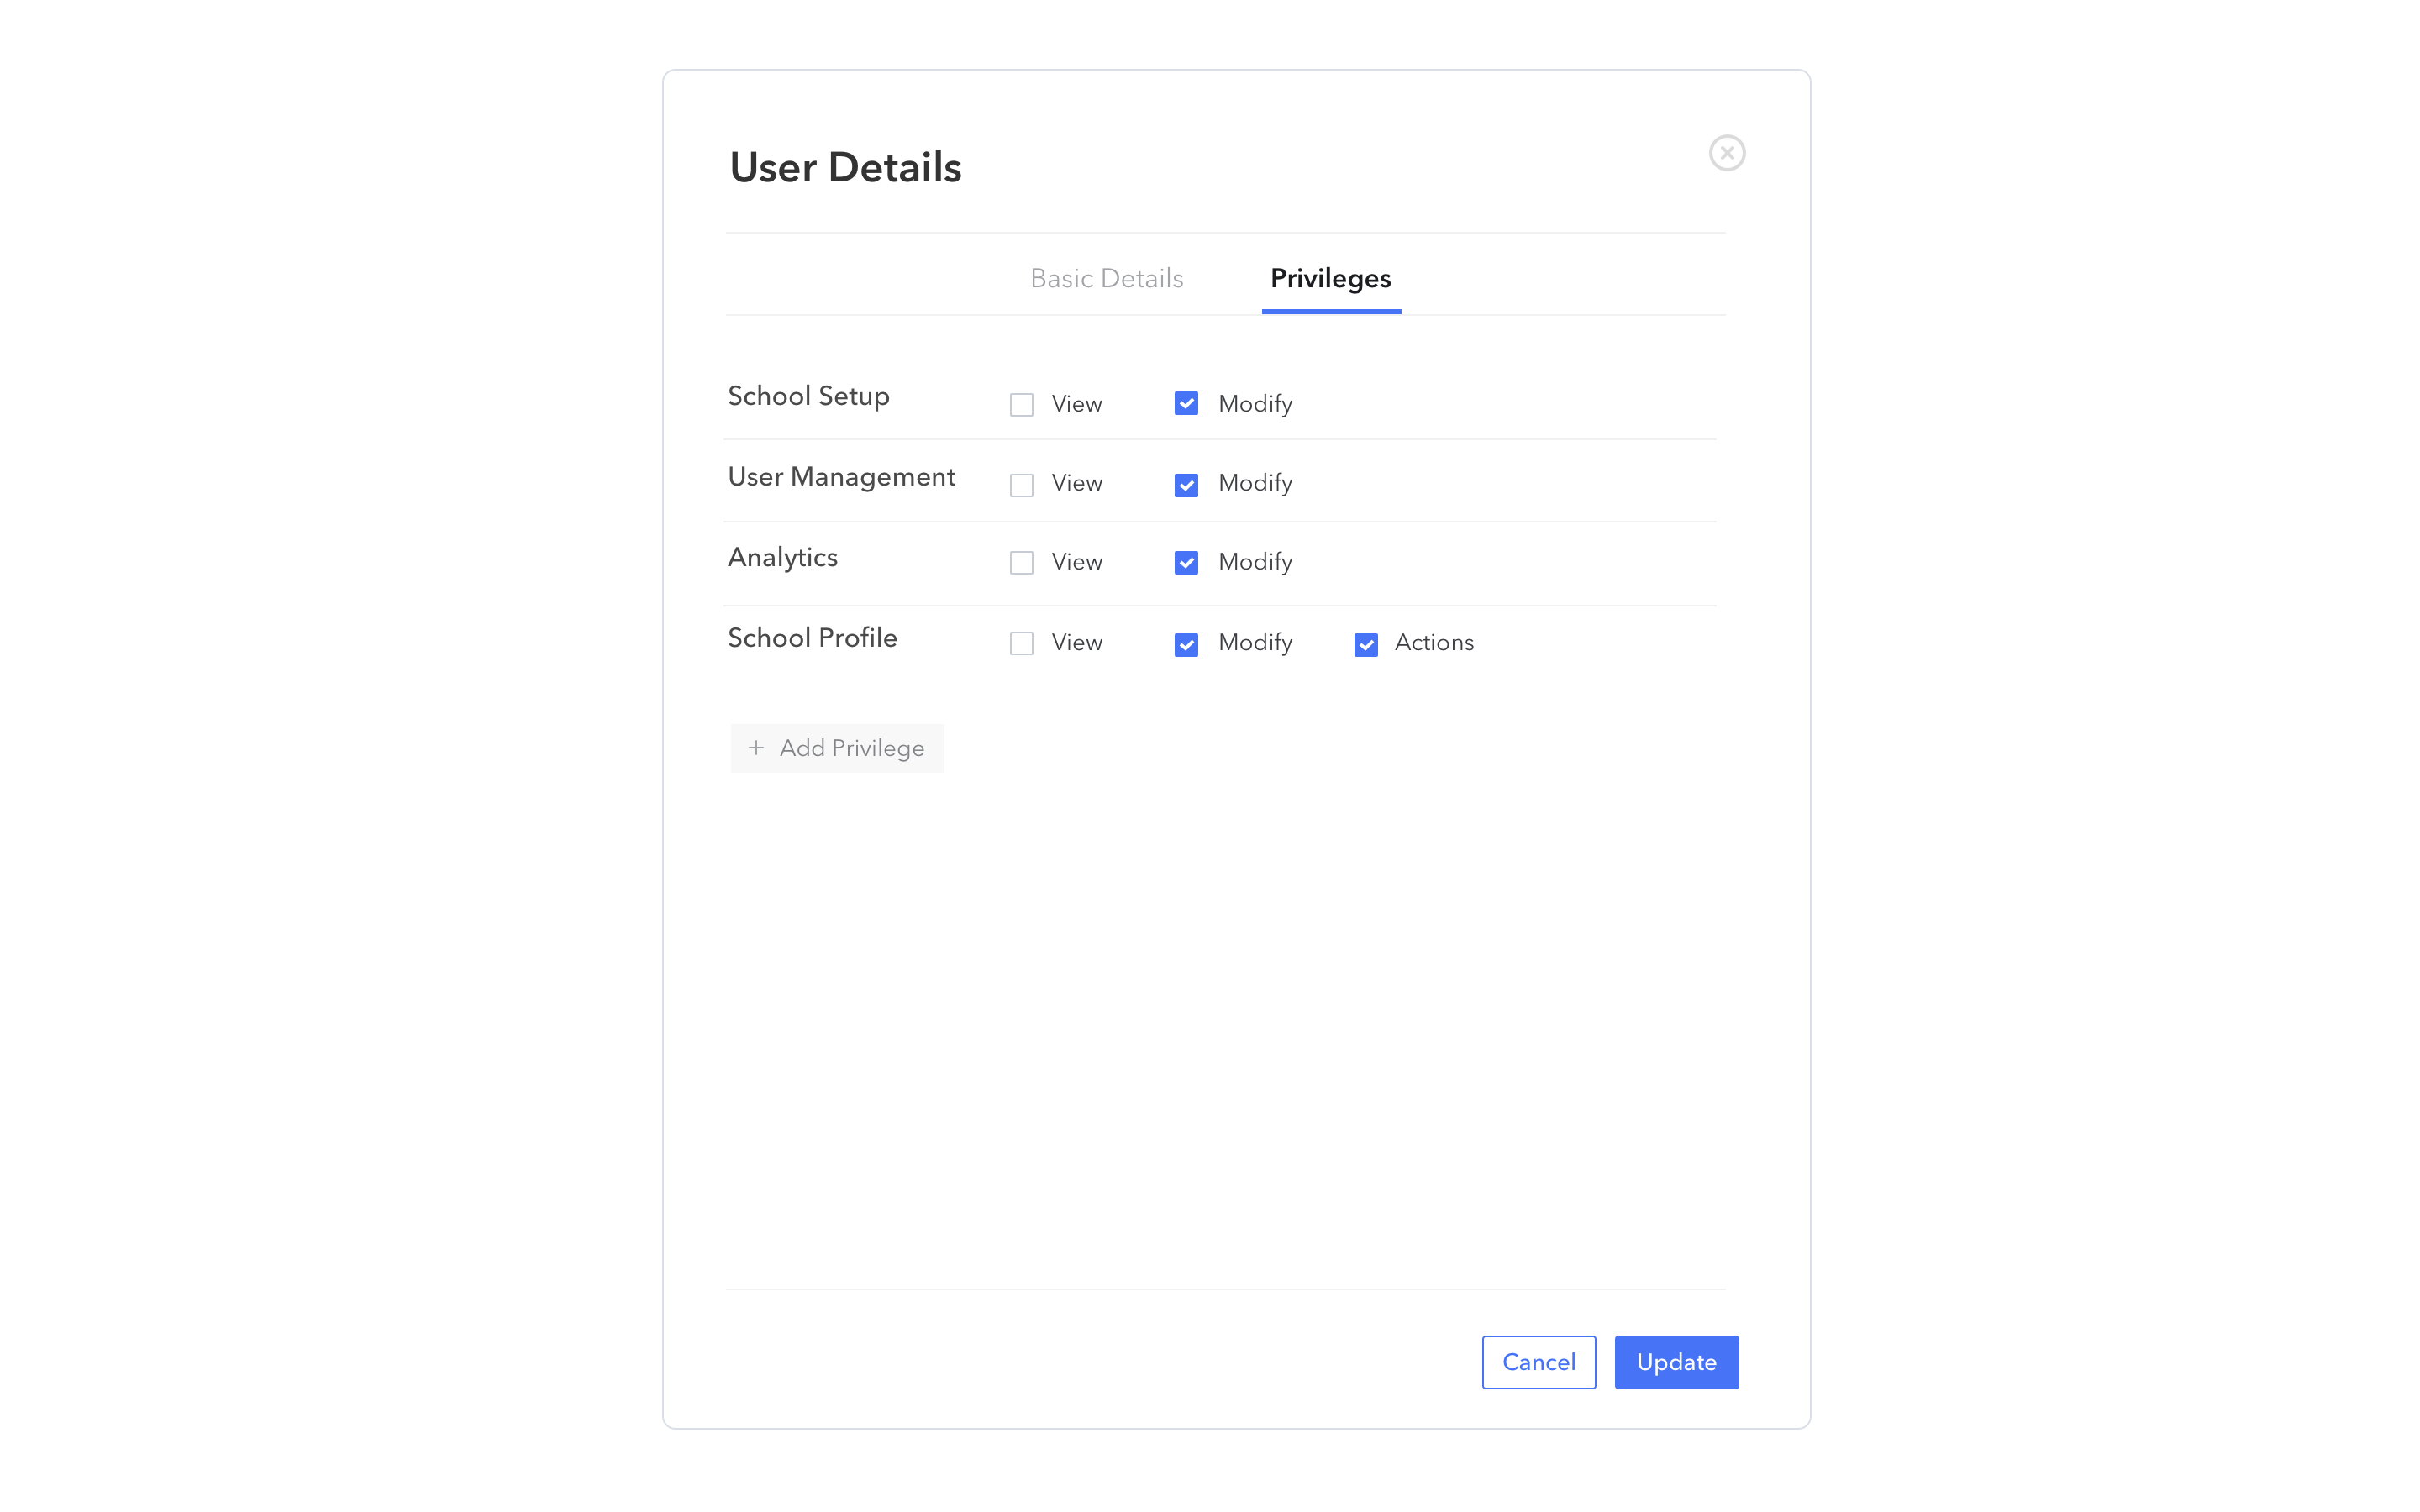 User Details
Basic Details Privileges
School Setup View Modify
User Management View Modify
Analytics View Modify
School Profile View Modify Actions
+ Add Privilege
Cancel Update